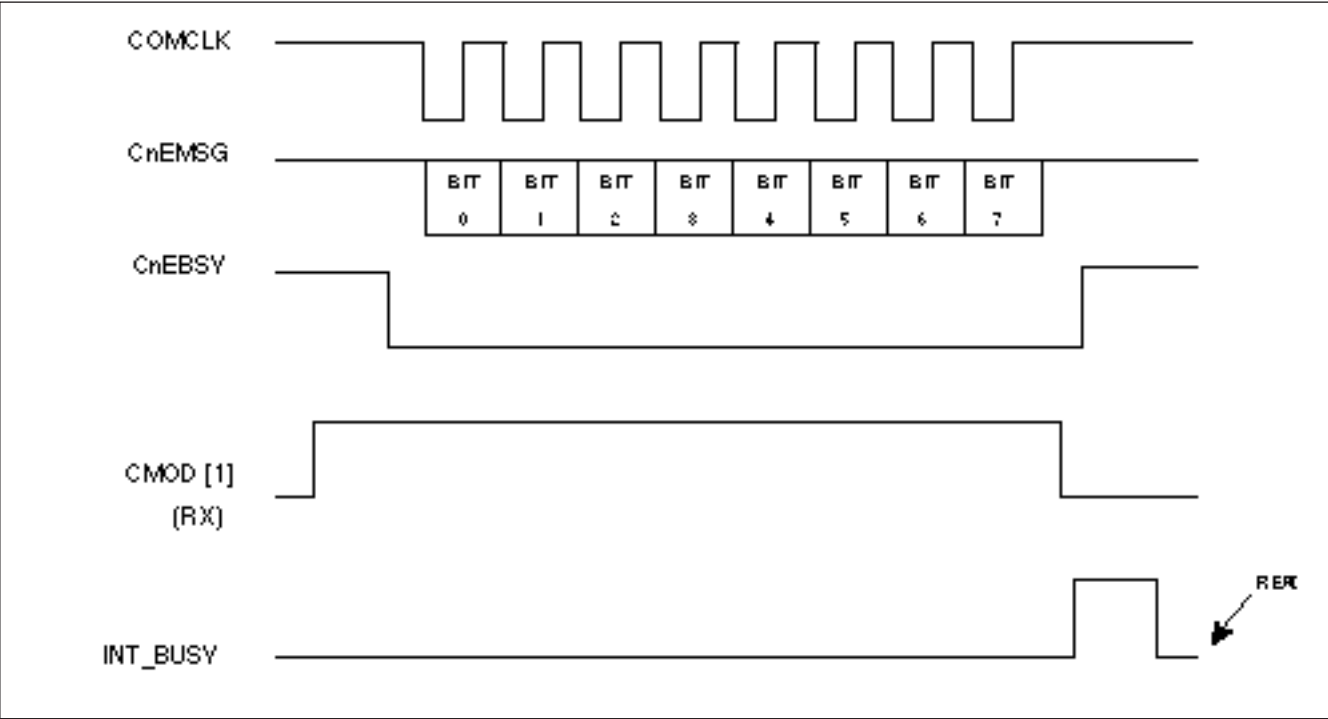 COMCLK
CnEMSG
BIT BIT BIT BIT BIT BIT BIT BIT
0 1 2 3 4 5 6 7
CnEBSY
CMOD [1]
(RX)
INT_BUSY